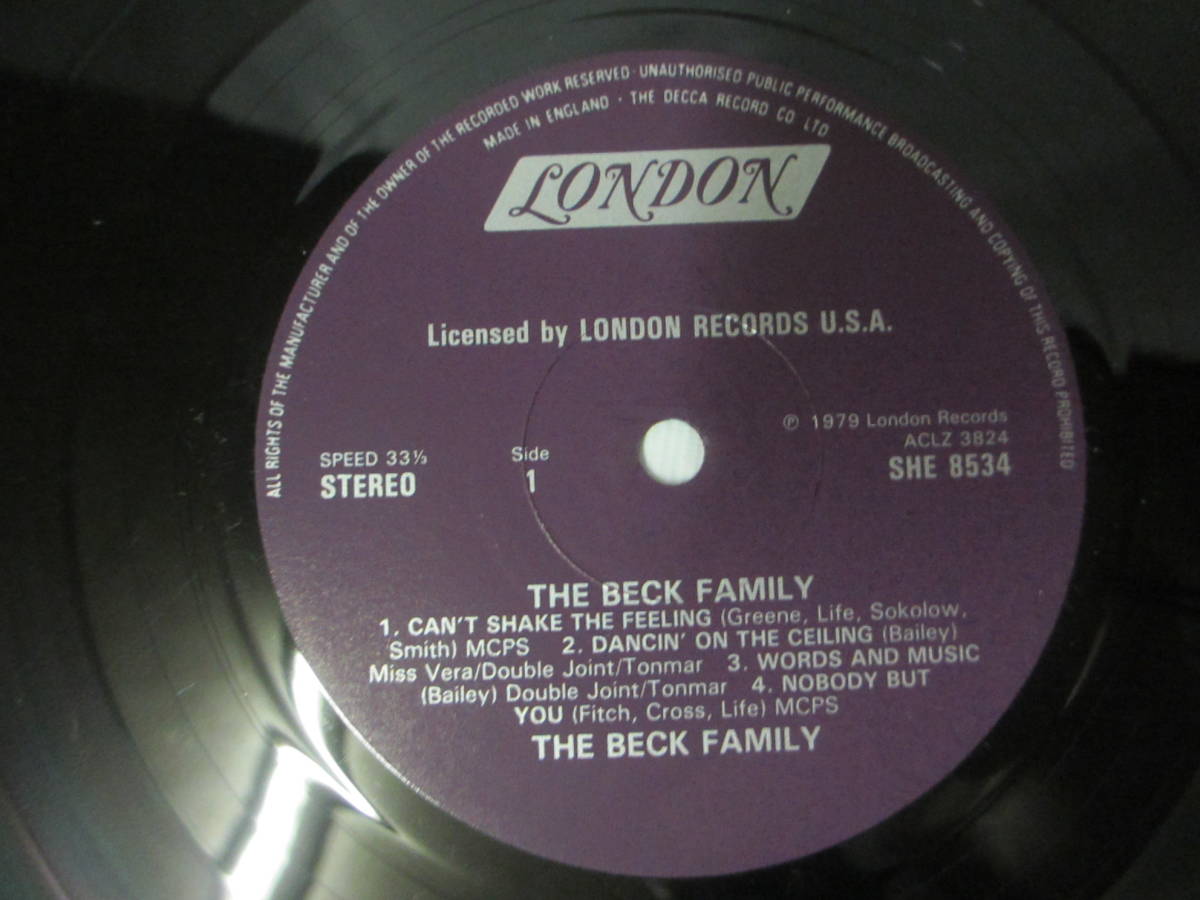 ALL RIGHTS OF THE MANUFACTURER AND OF THE OWNER OF THE RECORDED WORK RESERVED · UNAUTHORISED PUBLIC PERFORMANCE BROADCASTING AND COPYING OF THIS RECORD PROHIBITED
MADE IN ENGLAND · THE DECCA RECORD CO LTD
LONDON
Licensed by LONDON RECORDS U.S.A.
℗ 1979 London Records
ACLZ 3824
SHE 8534
SPEED 33⅓
STEREO
Side
1
THE BECK FAMILY
1. CAN'T SHAKE THE FEELING (Greene, Life, Sokolow,
Smith) MCPS 2. DANCIN' ON THE CEILING (Bailey)
Miss Vera/Double Joint/Tonmar 3. WORDS AND MUSIC
(Bailey) Double Joint/Tonmar 4. NOBODY BUT
YOU (Fitch, Cross, Life) MCPS
THE BECK FAMILY